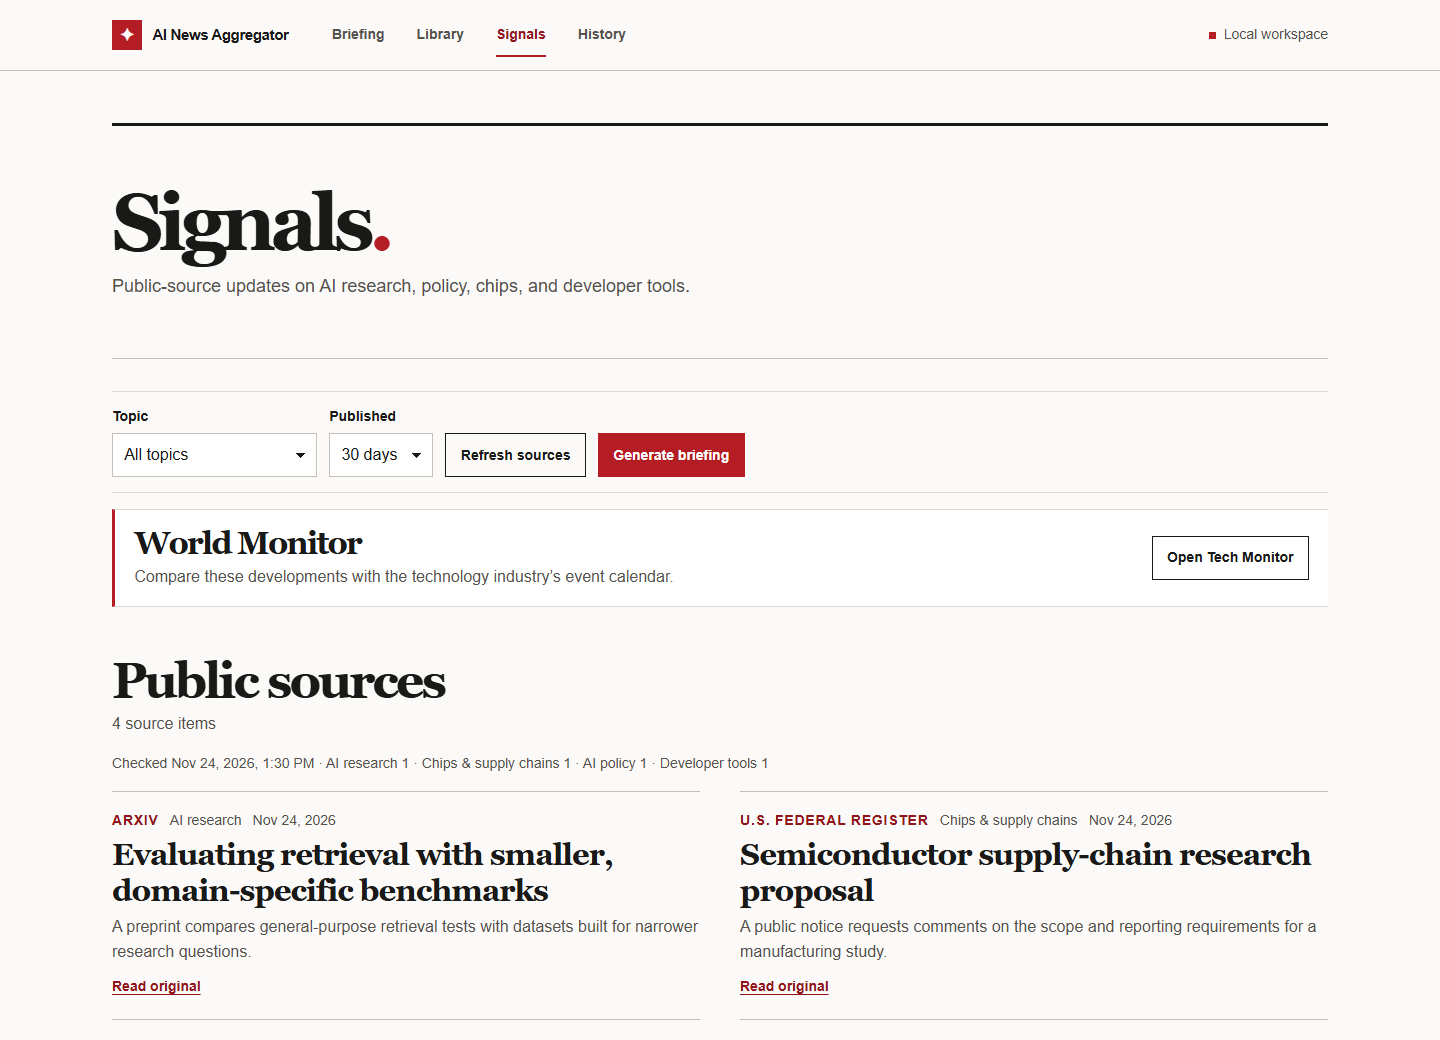 AI News Aggregator
Briefing
Library
Signals
History
Local workspace
Signals.
Public-source updates on AI research, policy, chips, and developer tools.
Topic
Published
All topics
30 days
Refresh sources
Generate briefing
World Monitor
Compare these developments with the technology industry’s event calendar.
Open Tech Monitor
Public sources
4 source items
Checked Nov 24, 2026, 1:30 PM · AI research 1 · Chips & supply chains 1 · AI policy 1 · Developer tools 1
ARXIV AI research Nov 24, 2026
Evaluating retrieval with smaller,
domain-specific benchmarks
A preprint compares general-purpose retrieval tests with datasets built for narrower
research questions.
Read original
U.S. FEDERAL REGISTER Chips & supply chains Nov 24, 2026
Semiconductor supply-chain research
proposal
A public notice requests comments on the scope and reporting requirements for a
manufacturing study.
Read original